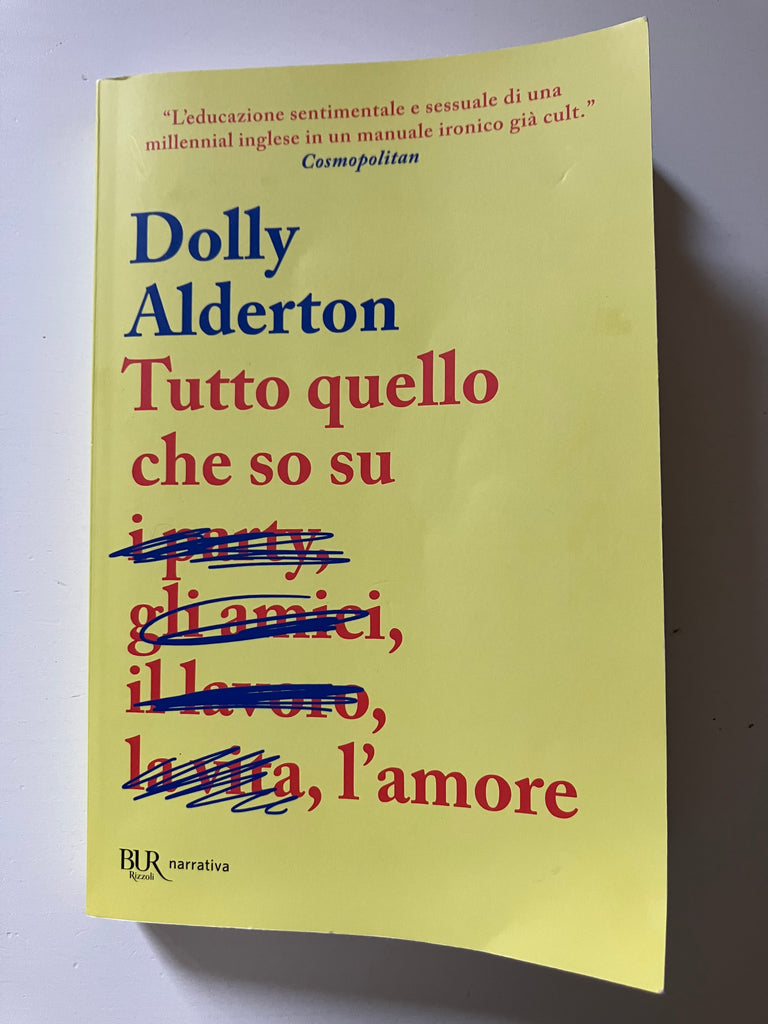 “L’educazione sentimentale e sessuale di una
millennial inglese in un manuale ironico già cult.”
Cosmopolitan
Dolly
Alderton
Tutto quello
che so su
i party,
gli amici,
il lavoro,
la vita, l’amore
BUR narrativa
Rizzoli